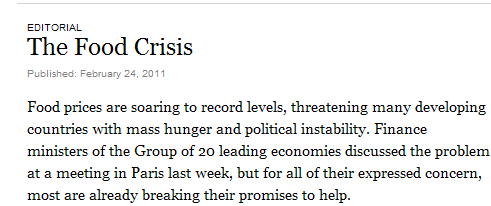 EDITORIAL
The Food Crisis
Published: February 24, 2011
Food prices are soaring to record levels, threatening many developing
countries with mass hunger and political instability. Finance
ministers of the Group of 20 leading economies discussed the problem
at a meeting in Paris last week, but for all of their expressed concern,
most are already breaking their promises to help.